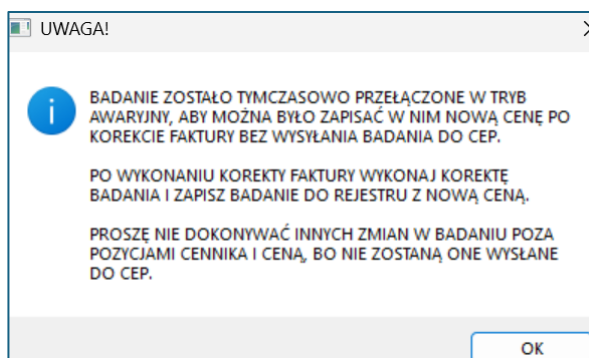 UWAGA!
BADANIE ZOSTAŁO TYMCZASOWO PRZEŁĄCZONE W TRYB
AWARYJNY, ABY MOŻNA BYŁO ZAPISAĆ W NIM NOWĄ CENĘ PO
KOREKCIE FAKTURY BEZ WYSYŁANIA BADANIA DO CEP.
PO WYKONANIU KOREKTY FAKTURY WYKONAJ KOREKTĘ
BADANIA I ZAPISZ BADANIE DO REJESTRU Z NOWĄ CENĄ.
PROSZĘ NIE DOKONYWAĆ INNYCH ZMIAN W BADANIU POZA
POZYCJAMI CENNIKA I CENĄ, BO NIE ZOSTANĄ ONE WYSŁANE
DO CEP.
OK